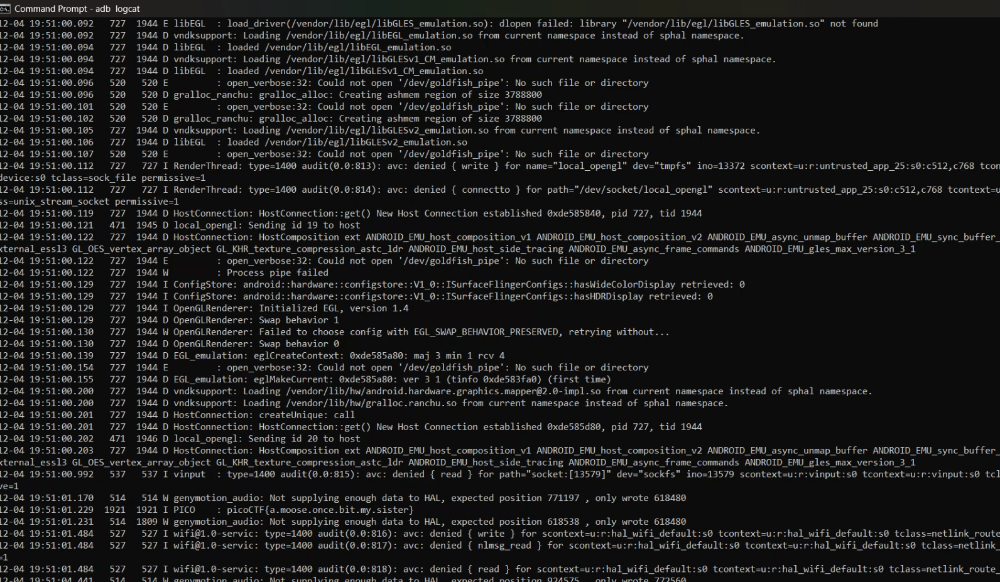 Command Prompt - adb  logcat
12-04 19:51:00.092   727  1944 E libEGL  : load_driver(/vendor/lib/egl/libGLES_emulation.so): dlopen failed: library "/vendor/lib/egl/libGLES_emulation.so" not found
12-04 19:51:00.092   727  1944 D vndksupport: Loading /vendor/lib/egl/libEGL_emulation.so from current namespace instead of sphal namespace.
12-04 19:51:00.094   727  1944 D libEGL  : loaded /vendor/lib/egl/libEGL_emulation.so
12-04 19:51:00.094   727  1944 D vndksupport: Loading /vendor/lib/egl/libGLESv1_CM_emulation.so from current namespace instead of sphal namespace.
12-04 19:51:00.094   727  1944 D libEGL  : loaded /vendor/lib/egl/libGLESv1_CM_emulation.so
12-04 19:51:00.096   520   520 E         : open_verbose:32: Could not open '/dev/goldfish_pipe': No such file or directory
12-04 19:51:00.096   520   520 D gralloc_ranchu: gralloc_alloc: Creating ashmem region of size 3788800
12-04 19:51:00.101   520   520 E         : open_verbose:32: Could not open '/dev/goldfish_pipe': No such file or directory
12-04 19:51:00.102   520   520 D gralloc_ranchu: gralloc_alloc: Creating ashmem region of size 3788800
12-04 19:51:00.105   727  1944 D vndksupport: Loading /vendor/lib/egl/libGLESv2_emulation.so from current namespace instead of sphal namespace.
12-04 19:51:00.106   727  1944 D libEGL  : loaded /vendor/lib/egl/libGLESv2_emulation.so
12-04 19:51:00.107   520   520 E         : open_verbose:32: Could not open '/dev/goldfish_pipe': No such file or directory
12-04 19:51:00.112   727   727 I RenderThread: type=1400 audit(0.0:813): avc: denied { write } for name="local_opengl" dev="tmpfs" ino=13372 scontext=u:r:untrusted_app_25:s0:c512,c768 tcontext=
device:s0 tclass=sock_file permissive=1
12-04 19:51:00.112   727   727 I RenderThread: type=1400 audit(0.0:814): avc: denied { connectto } for path="/dev/socket/local_opengl" scontext=u:r:untrusted_app_25:s0:c512,c768 tcontext=u
ss=unix_stream_socket permissive=1
12-04 19:51:00.119   727  1944 D HostConnection: HostConnection::get() New Host Connection established 0xde585840, pid 727, tid 1944
12-04 19:51:00.121   471  1945 D local_opengl: Sending id 19 to host
12-04 19:51:00.122   727  1944 D HostConnection: HostComposition ext ANDROID_EMU_host_composition_v1 ANDROID_EMU_host_composition_v2 ANDROID_EMU_async_unmap_buffer ANDROID_EMU_sync_buffer_
xternal_essl3 GL_OES_vertex_array_object GL_KHR_texture_compression_astc_ldr ANDROID_EMU_host_side_tracing ANDROID_EMU_async_frame_commands ANDROID_EMU_gles_max_version_3_1
12-04 19:51:00.122   727  1944 E         : open_verbose:32: Could not open '/dev/goldfish_pipe': No such file or directory
12-04 19:51:00.122   727  1944 W         : Process pipe failed
12-04 19:51:00.129   727  1944 I ConfigStore: android::hardware::configstore::V1_0::ISurfaceFlingerConfigs::hasWideColorDisplay retrieved: 0
12-04 19:51:00.129   727  1944 I ConfigStore: android::hardware::configstore::V1_0::ISurfaceFlingerConfigs::hasHDRDisplay retrieved: 0
12-04 19:51:00.129   727  1944 I OpenGLRenderer: Initialized EGL, version 1.4
12-04 19:51:00.129   727  1944 D OpenGLRenderer: Swap behavior 1
12-04 19:51:00.130   727  1944 W OpenGLRenderer: Failed to choose config with EGL_SWAP_BEHAVIOR_PRESERVED, retrying without...
12-04 19:51:00.130   727  1944 D OpenGLRenderer: Swap behavior 0
12-04 19:51:00.139   727  1944 D EGL_emulation: eglCreateContext: 0xde585a80: maj 3 min 1 rcv 4
12-04 19:51:00.154   727  1944 E         : open_verbose:32: Could not open '/dev/goldfish_pipe': No such file or directory
12-04 19:51:00.155   727  1944 D EGL_emulation: eglMakeCurrent: 0xde585a80: ver 3 1 (tinfo 0xde583fa0) (first time)
12-04 19:51:00.200   727  1944 D vndksupport: Loading /vendor/lib/hw/android.hardware.graphics.mapper@2.0-impl.so from current namespace instead of sphal namespace.
12-04 19:51:00.200   727  1944 D vndksupport: Loading /vendor/lib/hw/gralloc.ranchu.so from current namespace instead of sphal namespace.
12-04 19:51:00.201   727  1944 D HostConnection: createUnique: call
12-04 19:51:00.201   727  1944 D HostConnection: HostConnection::get() New Host Connection established 0xde585d80, pid 727, tid 1944
12-04 19:51:00.202   471  1946 D local_opengl: Sending id 20 to host
12-04 19:51:00.203   727  1944 D HostConnection: HostComposition ext ANDROID_EMU_host_composition_v1 ANDROID_EMU_host_composition_v2 ANDROID_EMU_async_unmap_buffer ANDROID_EMU_sync_buffer_
xternal_essl3 GL_OES_vertex_array_object GL_KHR_texture_compression_astc_ldr ANDROID_EMU_host_side_tracing ANDROID_EMU_async_frame_commands ANDROID_EMU_gles_max_version_3_1
12-04 19:51:00.992   537   537 I vinput  : type=1400 audit(0.0:815): avc: denied { read } for path="socket:[13579]" dev="sockfs" ino=13579 scontext=u:r:vinput:s0 tcontext=u:r:vinput:s0 tcl
ve=1
12-04 19:51:01.170   514   514 W genymotion_audio: Not supplying enough data to HAL, expected position 771197 , only wrote 618480
12-04 19:51:01.229  1921  1921 I PICO    : picoCTF{a.moose.once.bit.my.sister}
12-04 19:51:01.231   514  1809 W genymotion_audio: Not supplying enough data to HAL, expected position 618538 , only wrote 618480
12-04 19:51:01.484   527   527 I wifi@1.0-servic: type=1400 audit(0.0:816): avc: denied { write } for scontext=u:r:hal_wifi_default:s0 tcontext=u:r:hal_wifi_default:s0 tclass=netlink_route
12-04 19:51:01.484   527   527 I wifi@1.0-servic: type=1400 audit(0.0:817): avc: denied { nlmsg_read } for scontext=u:r:hal_wifi_default:s0 tcontext=u:r:hal_wifi_default:s0 tclass=netlink_
=1
12-04 19:51:01.484   527   527 I wifi@1.0-servic: type=1400 audit(0.0:818): avc: denied { read } for scontext=u:r:hal_wifi_default:s0 tcontext=u:r:hal_wifi_default:s0 tclass=netlink_route_
12-04 19:51:04.441   514   514 W genymotion_audio: Not supplying enough data to HAL, expected position 924575 , only wrote 772560